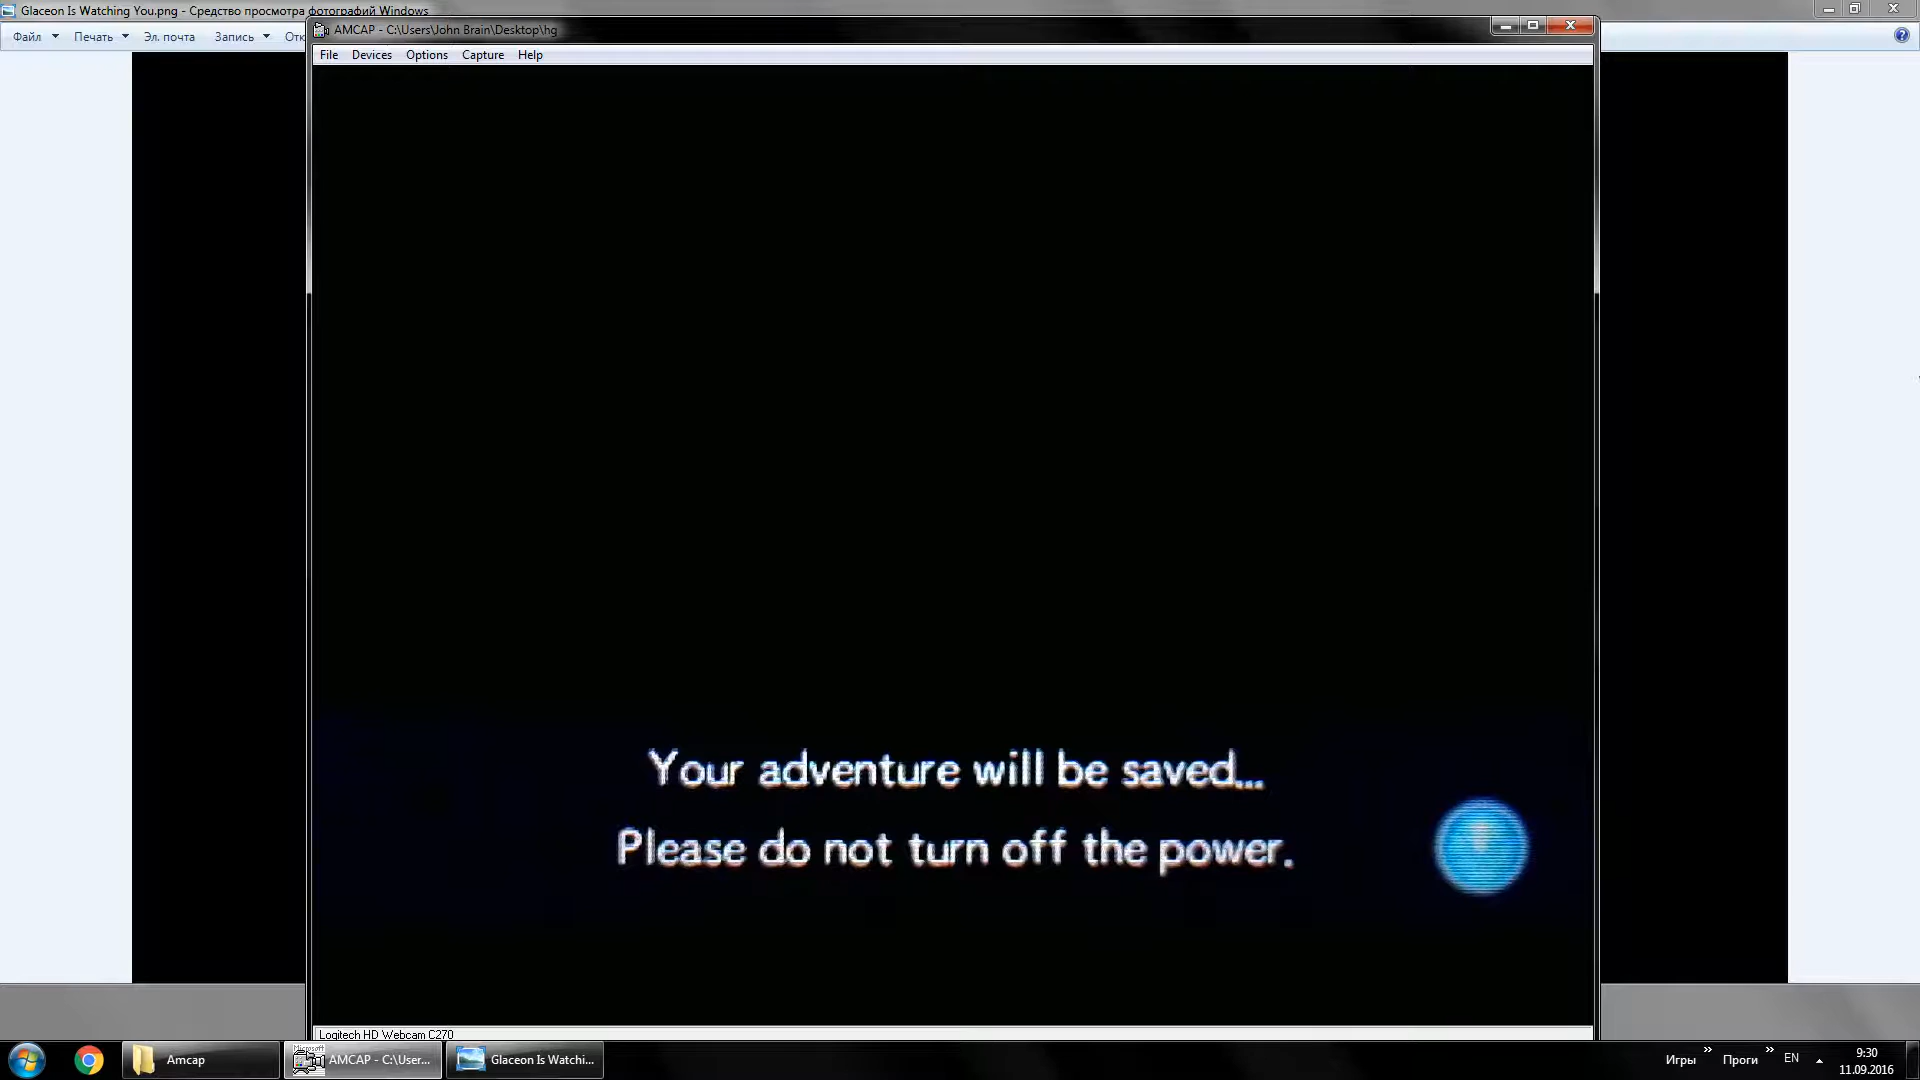 Glaceon Is Watching You.png - Средство просмотра фотографий Windows
Файл Печать Эл. почта Запись Отк
AMCAP - C:\Users\John Brain\Desktop\hg
File Devices Options Capture Help
Your adventure will be saved...
Please do not turn off the power.
Logitech HD Webcam C270
Amcap
Microsoft
AMCAP - C:\User...
Glaceon Is Watchi...
Игры » Проги » EN
9:30
11.09.2016